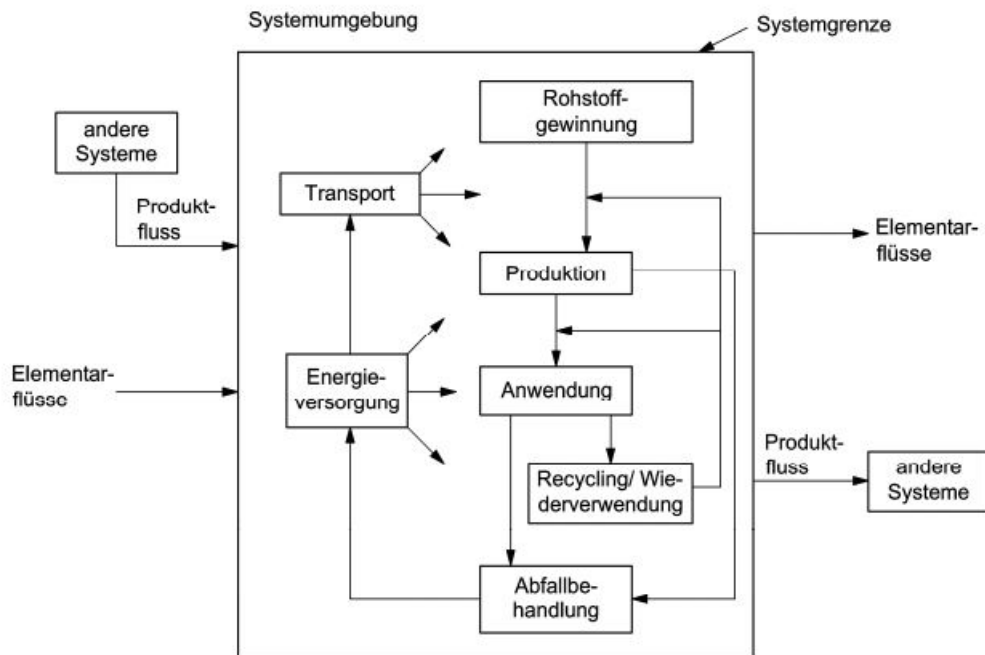 Systemumgebung
Systemgrenze
Rohstoff-
gewinnung
andere
Systeme
Transport
Produkt-
fluss
Elementar-
flüsse
Produktion
Elementar-
flüsse
Energie-
versorgung
Anwendung
Produkt-
fluss
andere
Systeme
Recycling/ Wie-
derverwendung
Abfallbe-
handlung